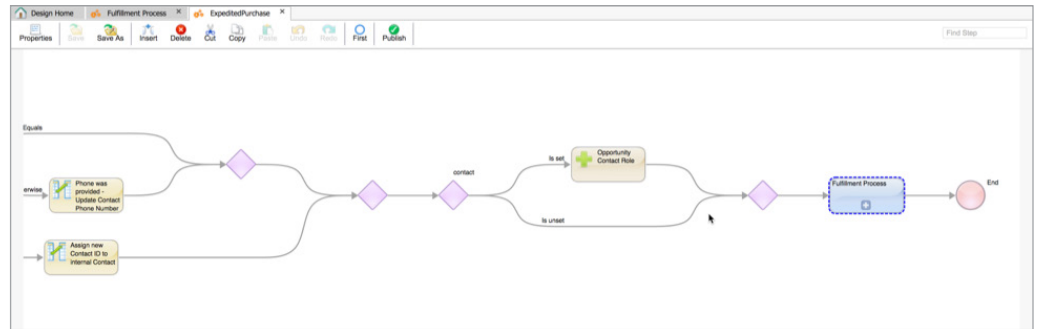 Design Home Fulfillment Process × ExpeditedPurchase ×
Properties Save Save As Insert Delete Cut Copy Paste Undo Redo First Publish
Find Step
Equals
erwise
Phone was
provided -
Update Contact
Phone Number
Assign new
Contact ID to
Internal Contact
contact
Is set
Opportunity
Contact Role
Is unset
Fulfillment Process
End